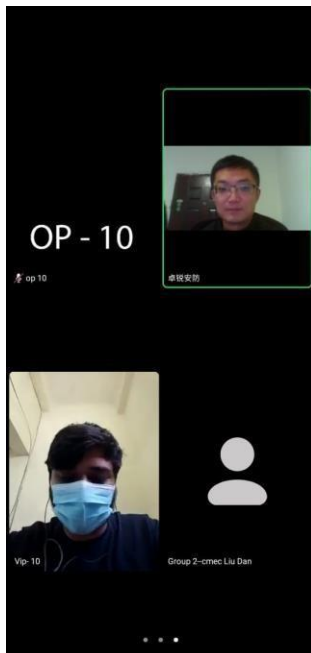 OP - 10
op 10
卓锐安防
Vip- 10
Group 2--cmec Liu Dan